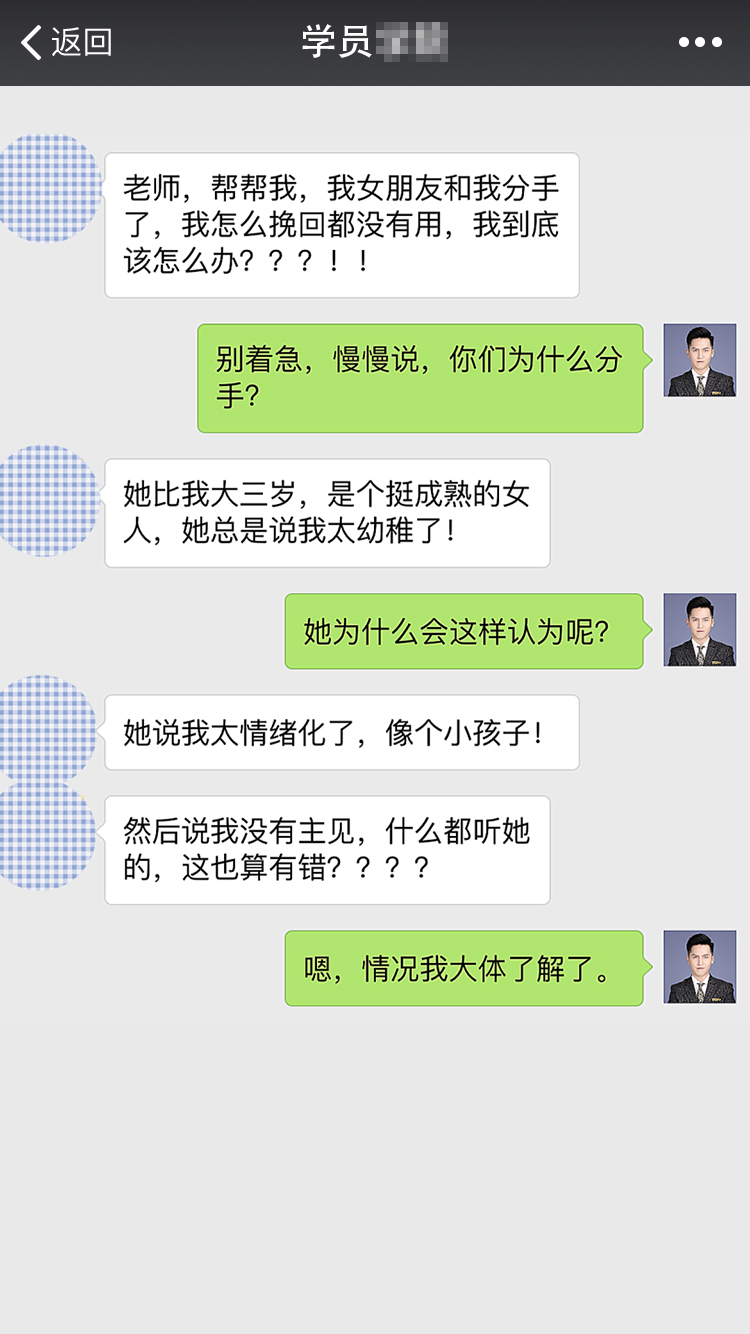 返回
学员
老师，帮帮我，我女朋友和我分手
了，我怎么挽回都没有用，我到底
该怎么办？？？！！
别着急，慢慢说，你们为什么分
手？
她比我大三岁，是个挺成熟的女
人，她总是说我太幼稚了！
她为什么会这样认为呢？
她说我太情绪化了，像个小孩子！
然后说我没有主见，什么都听她
的，这也算有错？？？？
嗯，情况我大体了解了。